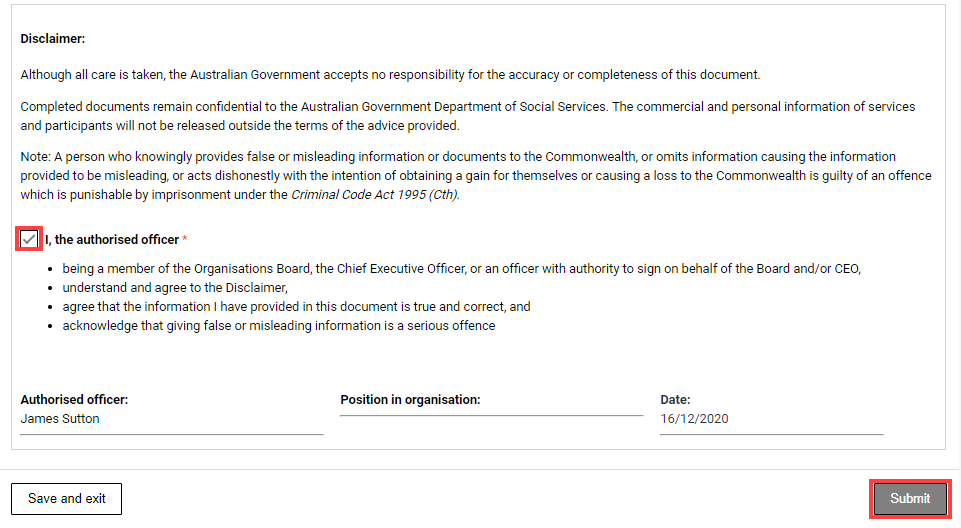 Disclaimer:
Although all care is taken, the Australian Government accepts no responsibility for the accuracy or completeness of this document.
Completed documents remain confidential to the Australian Government Department of Social Services. The commercial and personal information of services
and participants will not be released outside the terms of the advice provided.
Note: A person who knowingly provides false or misleading information or documents to the Commonwealth, or omits information causing the information
provided to be misleading, or acts dishonestly with the intention of obtaining a gain for themselves or causing a loss to the Commonwealth is guilty of an offence
which is punishable by imprisonment under the Criminal Code Act 1995 (Cth).
I, the authorised officer *
• being a member of the Organisations Board, the Chief Executive Officer, or an officer with authority to sign on behalf of the Board and/or CEO,
• understand and agree to the Disclaimer,
• agree that the information I have provided in this document is true and correct, and
• acknowledge that giving false or misleading information is a serious offence
Authorised officer: Position in organisation: Date:
James Sutton 16/12/2020
Save and exit Submit